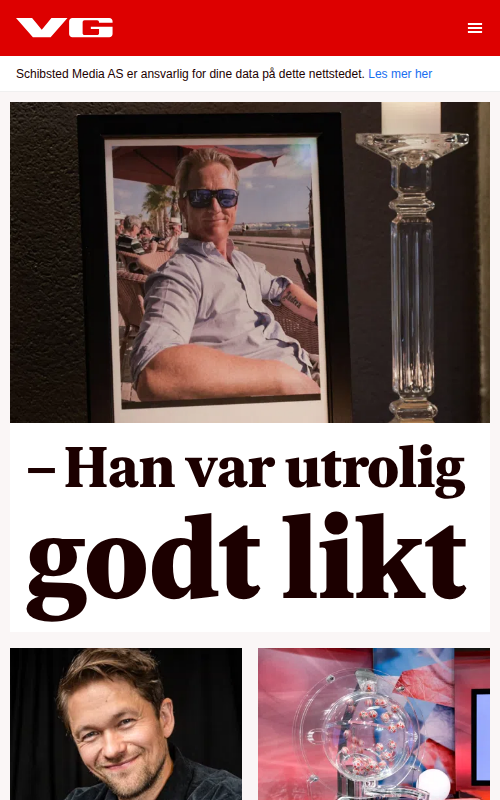 VG
Schibsted Media AS er ansvarlig for dine data på dette nettstedet. Les mer her
– Han var utrolig
godt likt